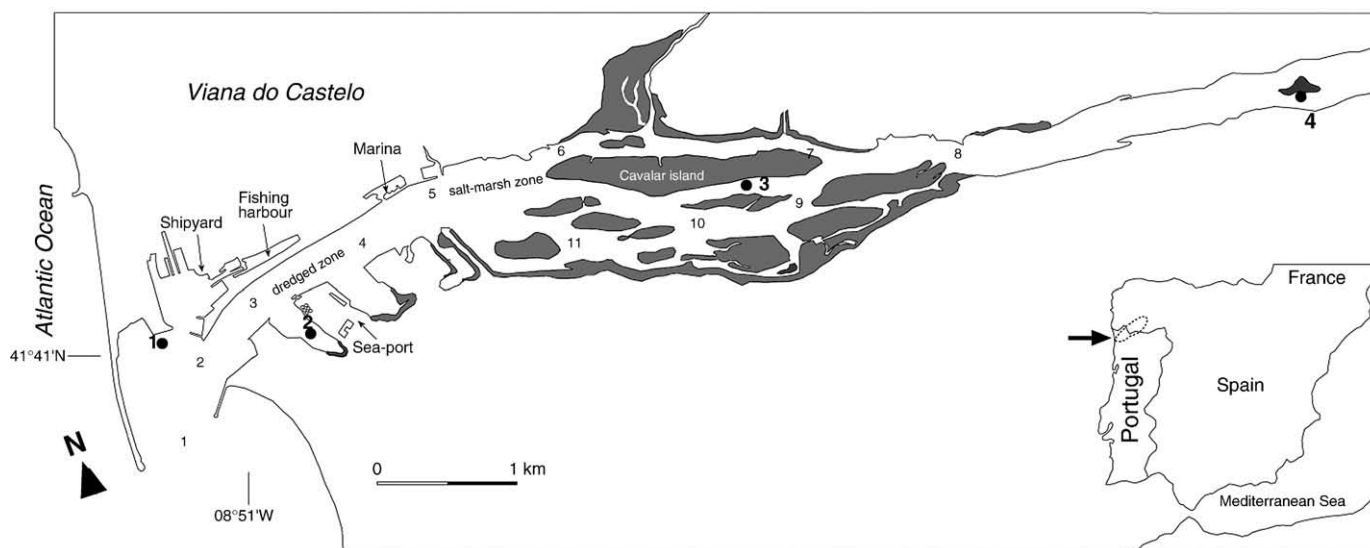 Viana do Castelo
Atlantic Ocean
Marina
Fishing
harbour
Shipyard
salt-marsh zone
dredged zone
Cavalar island
Sea-port
1
2
3
4
5
6
7
8
9
10
11
1
2
3
4
41°41'N
08°51'W
N
0
1 km
France
Portugal
Spain
Mediterranean Sea